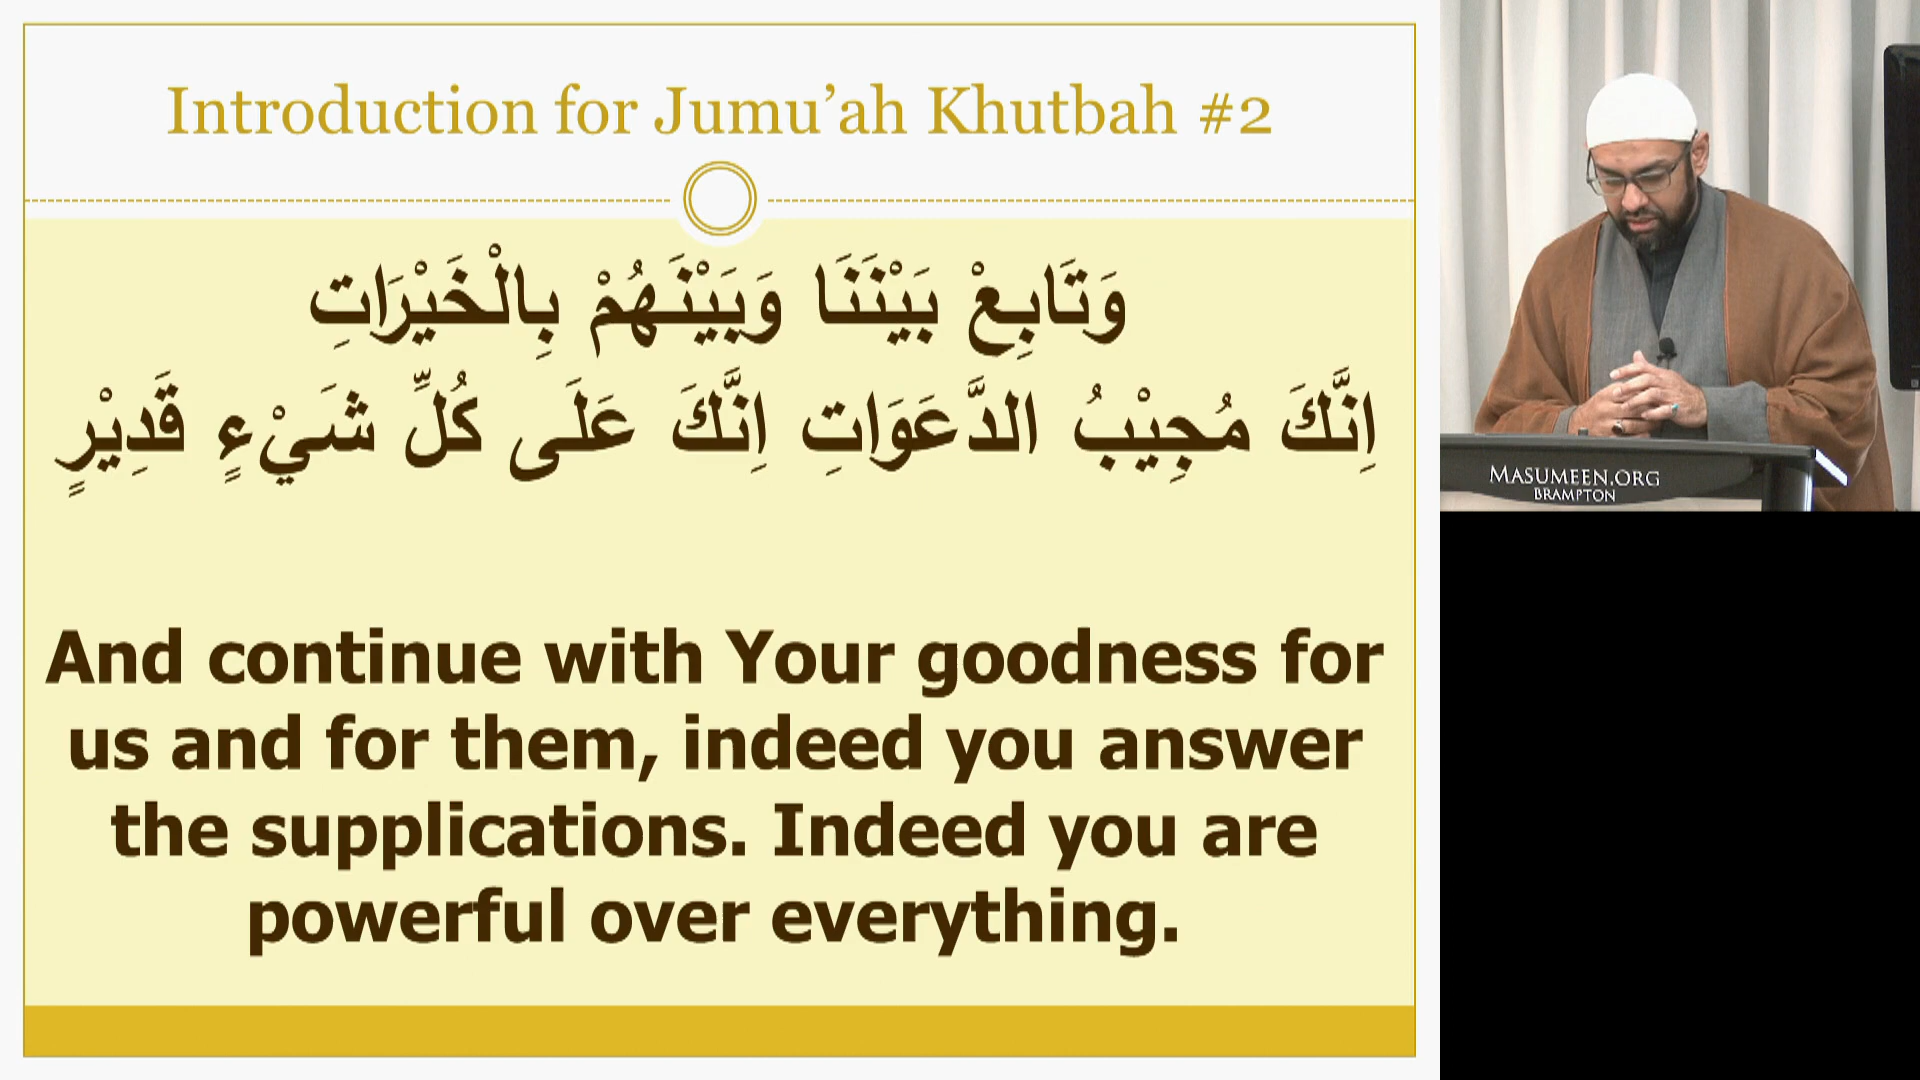 Introduction for Jumu’ah Khutbah #2
وَتَابِعْ بَيْنَنَا وَبَيْنَهُمْ بِالْخَيْرَاتِ
اِنَّكَ مُجِيْبُ الدَّعَوَاتِ اِنَّكَ عَلَى كُلِّ شَيْءٍ قَدِيْرٍ
And continue with Your goodness for
us and for them, indeed you answer
the supplications. Indeed you are
powerful over everything.
MASUMEEN.ORG
BRAMPTON